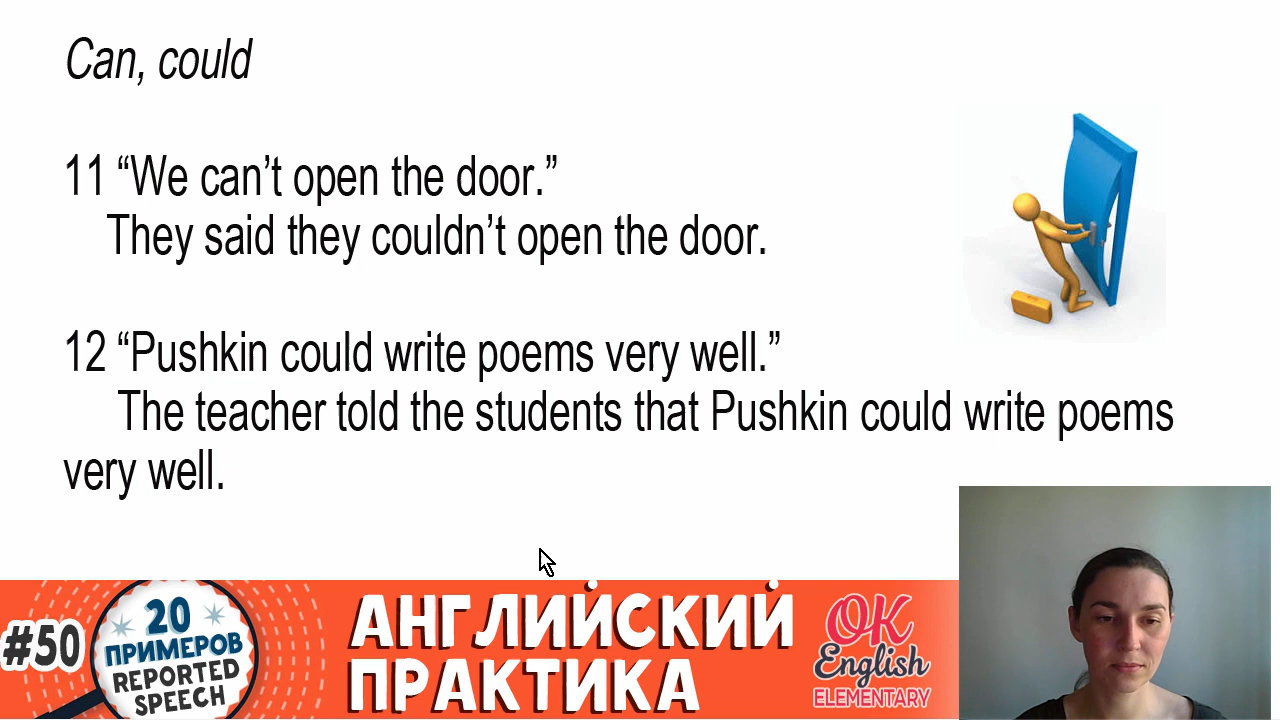 Can, could
11 “We can’t open the door.”
They said they couldn’t open the door.
12 “Pushkin could write poems very well.”
The teacher told the students that Pushkin could write poems
very well.
#50
20
ПРИМЕРОВ
REPORTED
SPEECH
АНГЛИЙСКИЙ
ПРАКТИКА
OK
English
ELEMENTARY